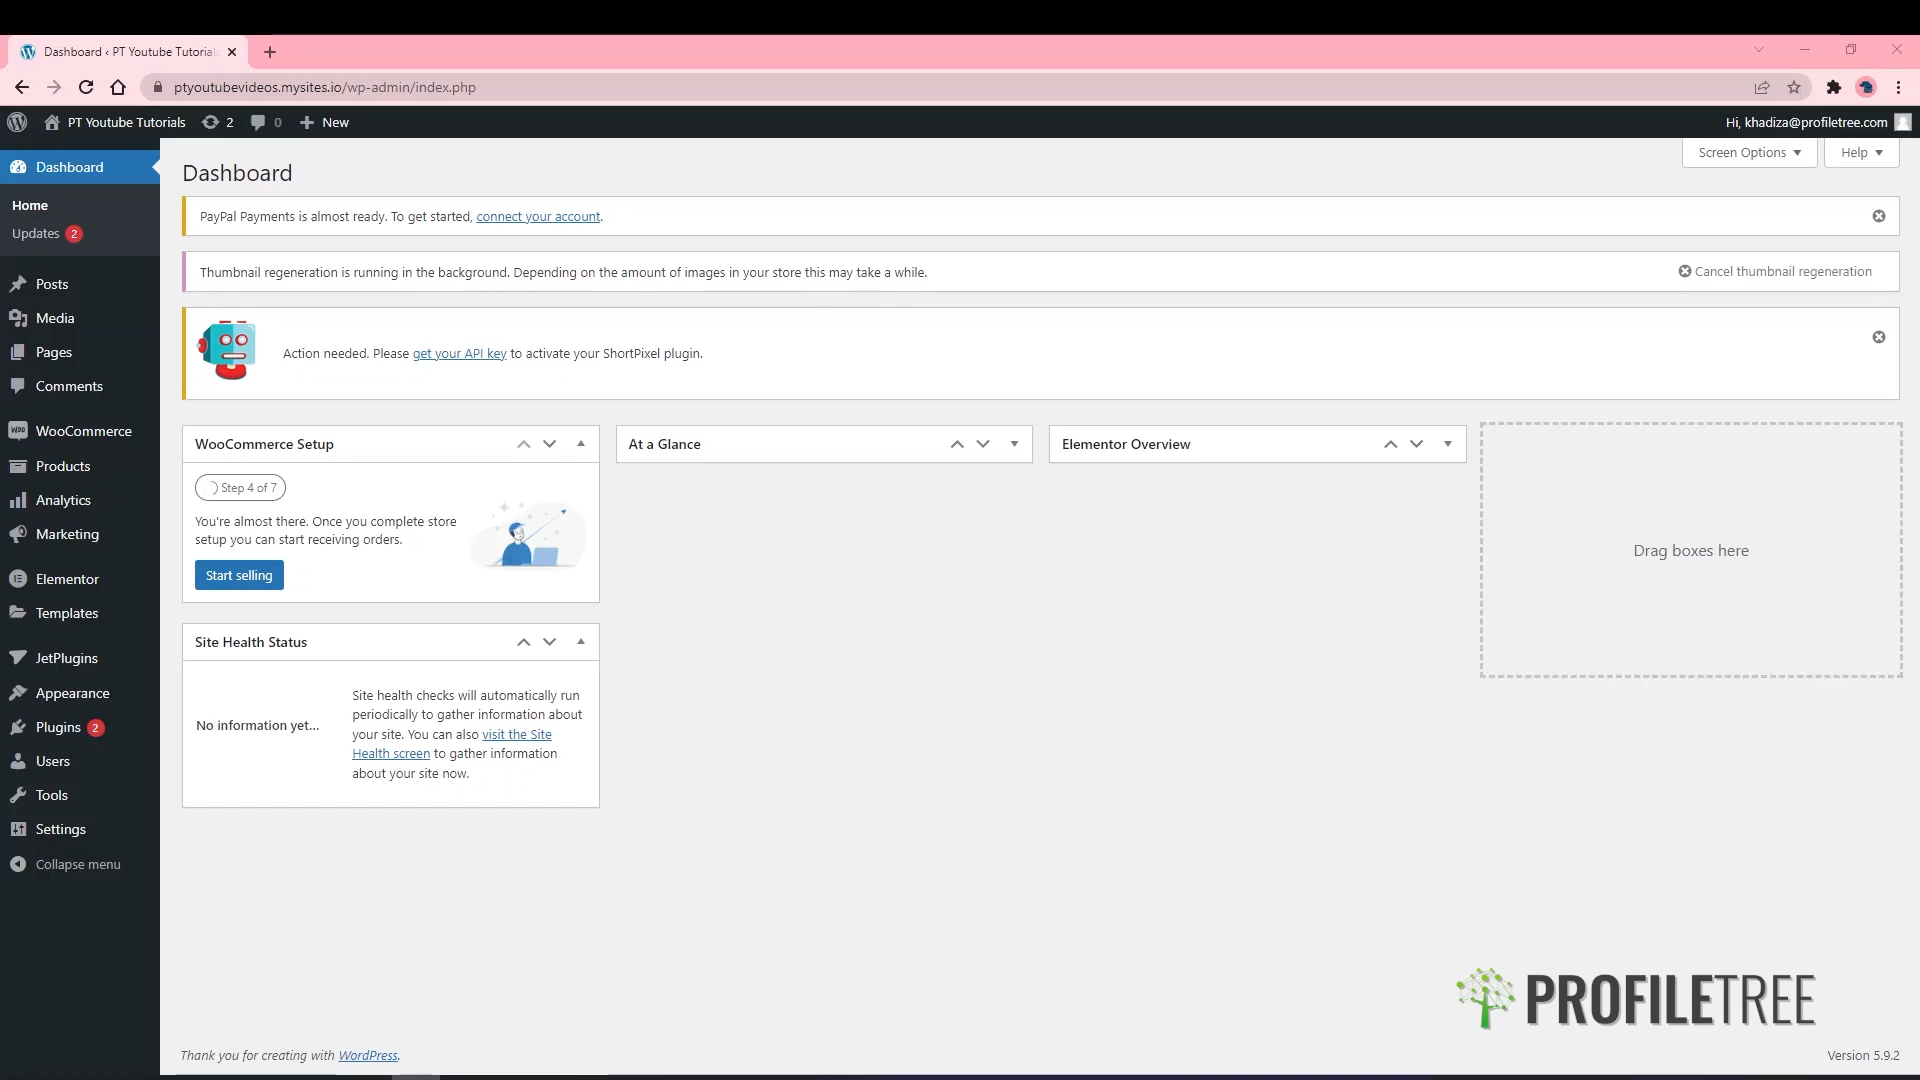 Dashboard ‹ PT Youtube Tutorial
ptyoutubevideos.mysites.io/wp-admin/index.php
PT Youtube Tutorials 2 0 New
Hi, khadiza@profiletree.com
Screen Options
Help
Dashboard
Home
Updates 2
Posts
Media
Pages
Comments
WooCommerce
Products
Analytics
Marketing
Elementor
Templates
JetPlugins
Appearance
Plugins 2
Users
Tools
Settings
Collapse menu
Dashboard
PayPal Payments is almost ready. To get started, connect your account.
Thumbnail regeneration is running in the background. Depending on the amount of images in your store this may take a while.
Cancel thumbnail regeneration
Action needed. Please get your API key to activate your ShortPixel plugin.
WooCommerce Setup
Step 4 of 7
You're almost there. Once you complete store
setup you can start receiving orders.
Start selling
Site Health Status
No information yet...
Site health checks will automatically run
periodically to gather information about
your site. You can also visit the Site
Health screen to gather information
about your site now.
At a Glance
Elementor Overview
Drag boxes here
PROFILETREE
Thank you for creating with WordPress.
Version 5.9.2